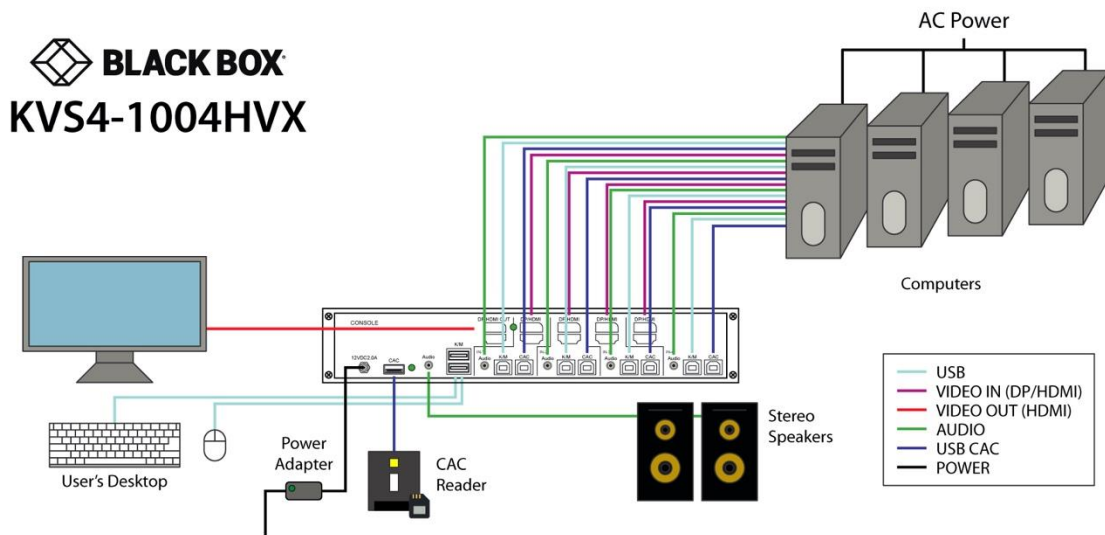 AC Power
BLACK BOX
KVS4-1004HVX
Computers
CONSOLE
DP/HDMI OUT DP/HDMI DP/HDMI DP/HDMI DP/HDMI
K/M
12VDC2.0A CAC Audio
Audio K/M CAC Audio K/M CAC Audio K/M CAC Audio K/M CAC
USB
VIDEO IN (DP/HDMI)
VIDEO OUT (HDMI)
AUDIO
USB CAC
POWER
Stereo
Speakers
User's Desktop
Power
Adapter
CAC
Reader